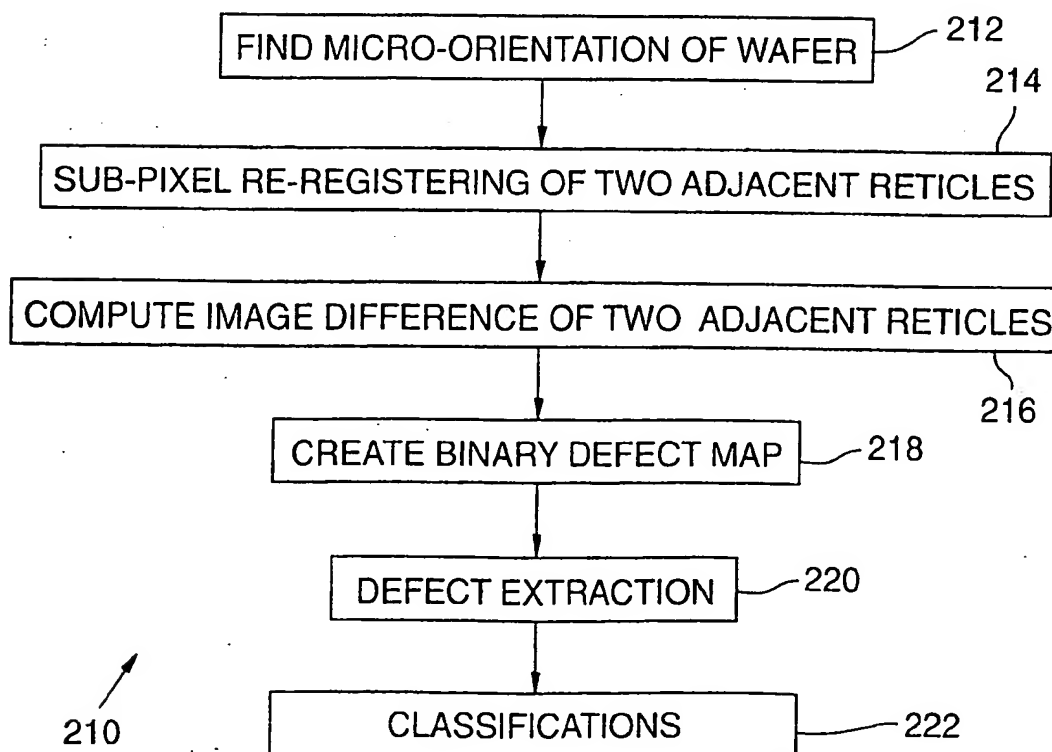 FIND MICRO-ORIENTATION OF WAFER
212
214
SUB-PIXEL RE-REGISTERING OF TWO ADJACENT RETICLES
COMPUTE IMAGE DIFFERENCE OF TWO ADJACENT RETICLES
216
CREATE BINARY DEFECT MAP
218
DEFECT EXTRACTION
220
CLASSIFICATIONS
222
210